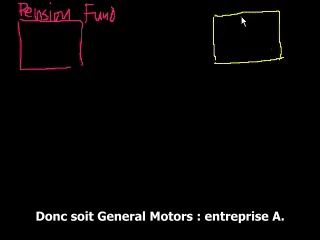 Pension Fund
Donc soit General Motors : entreprise A.